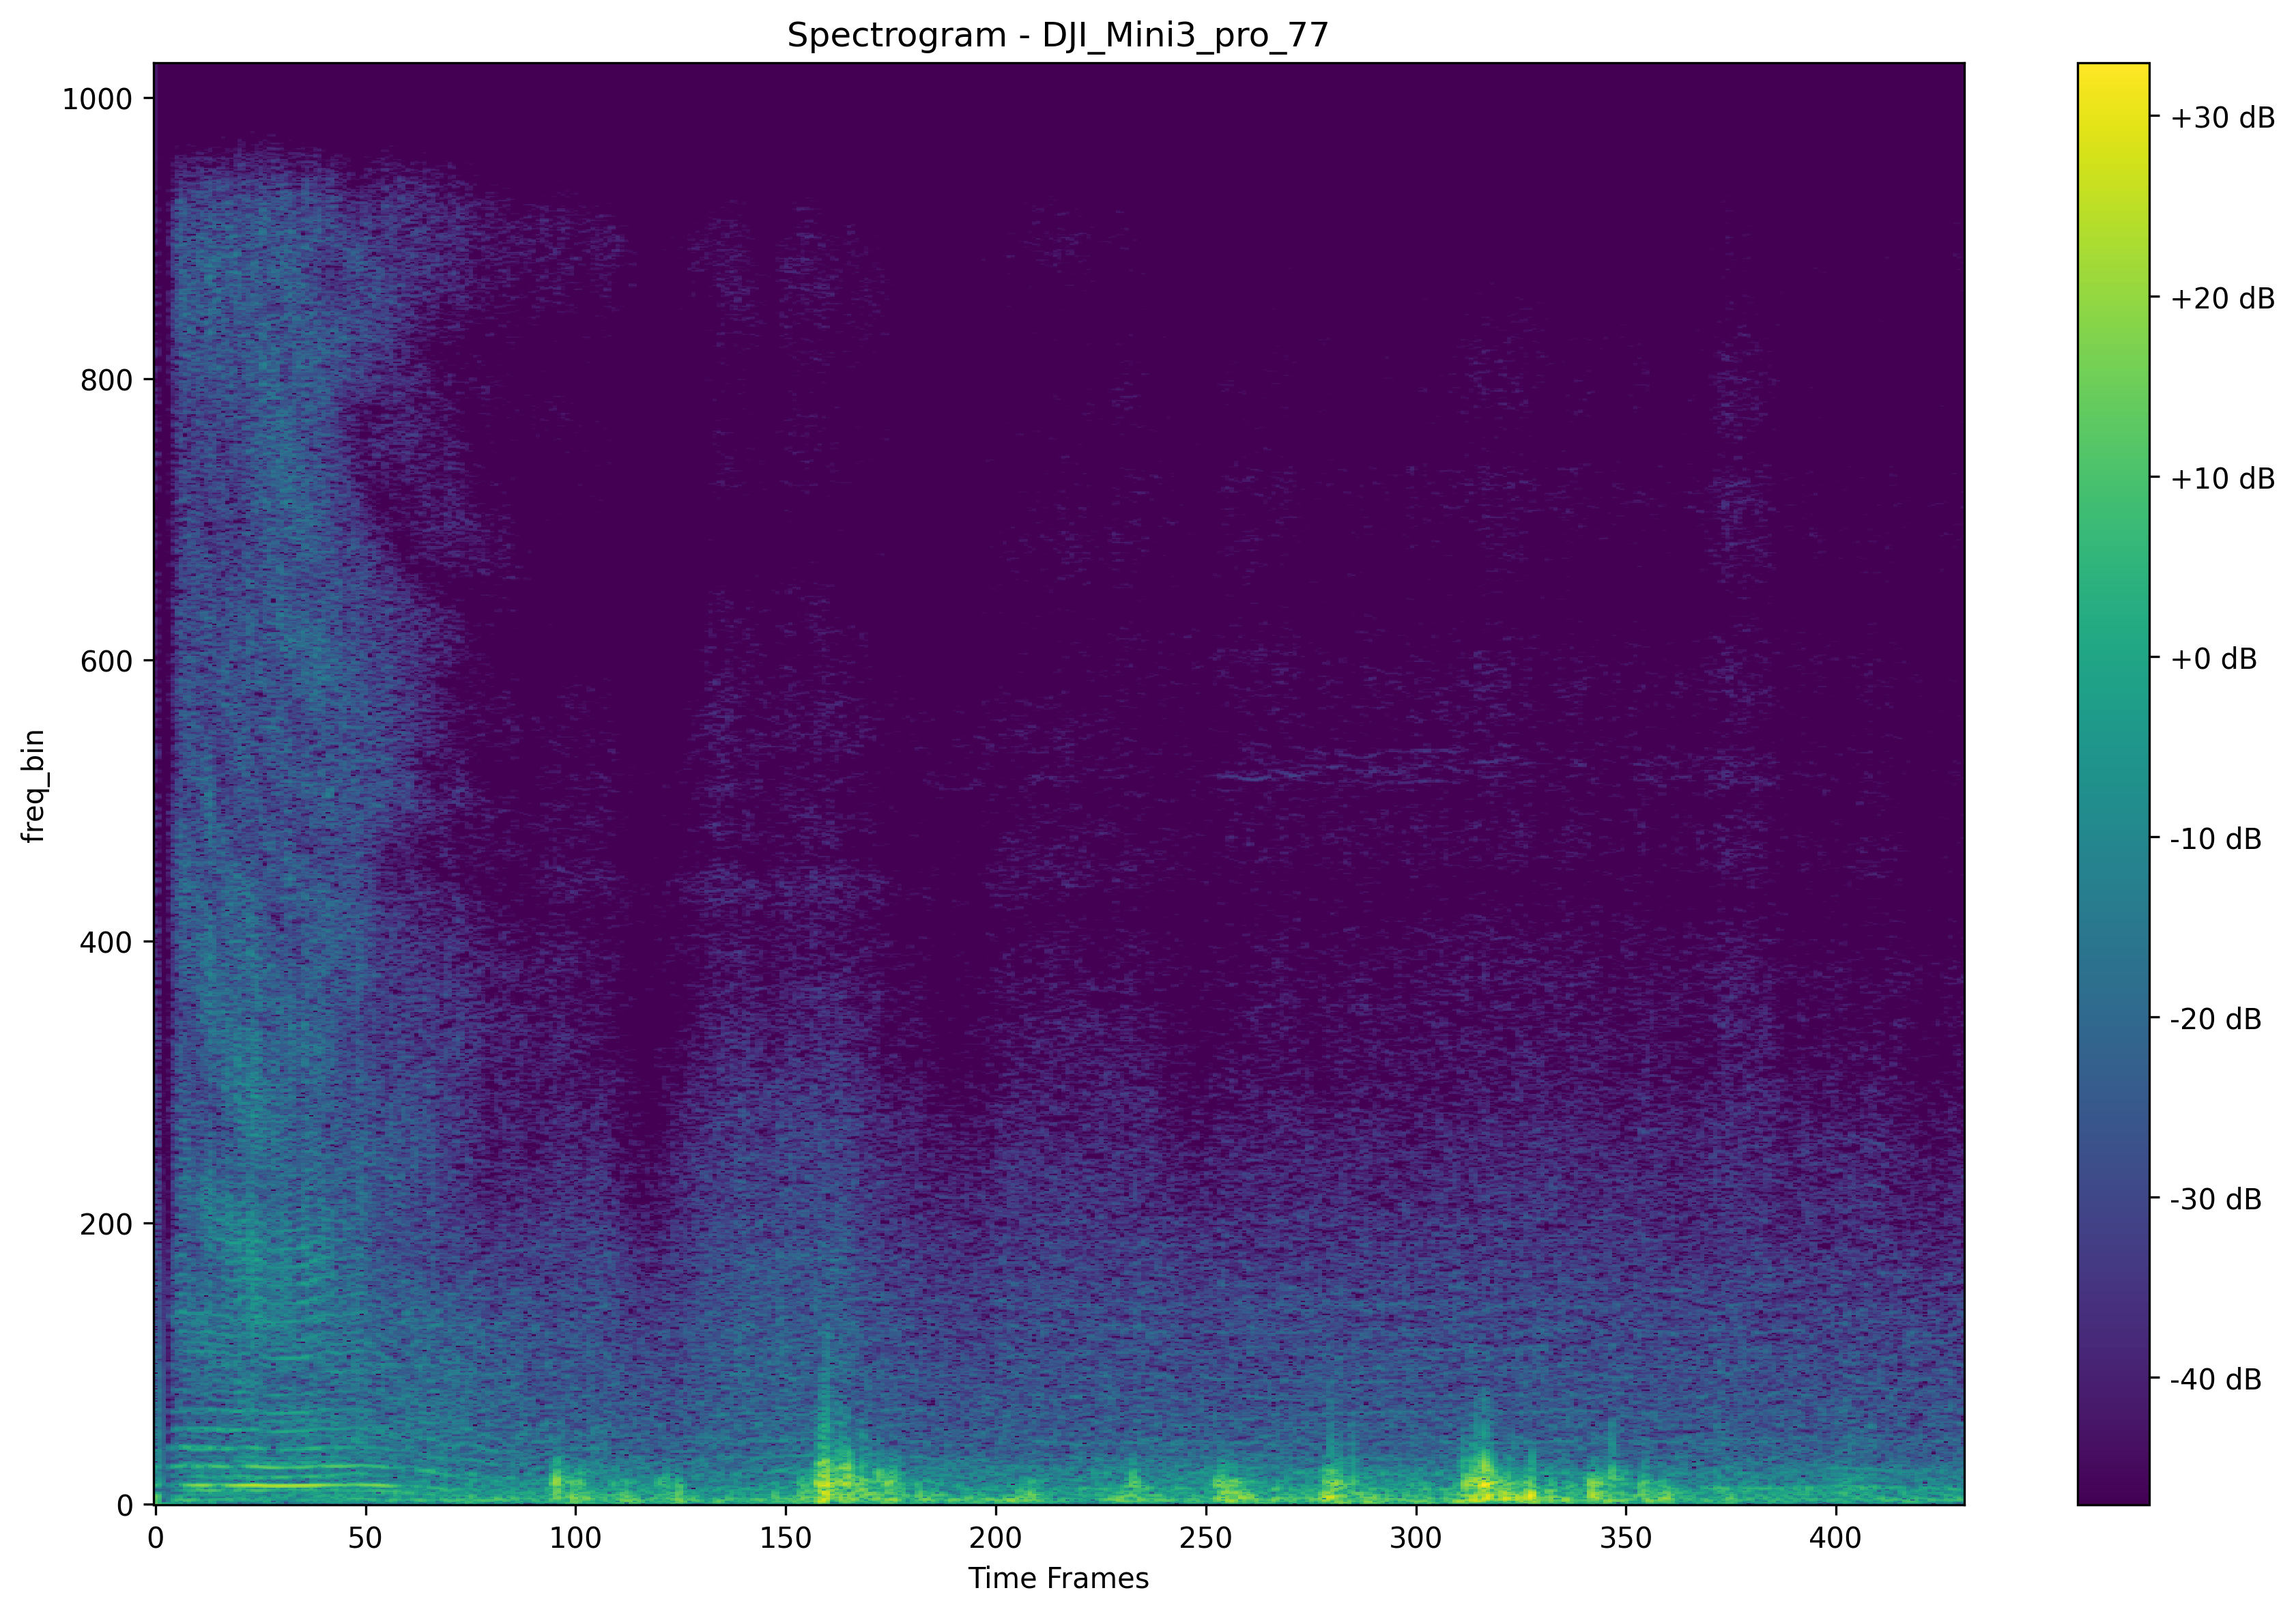 Spectrogram - DJI_Mini3_pro_77
1000
800
600
400
200
0
freq_bin
0 50 100 150 200 250 300 350 400
Time Frames
+30 dB
+20 dB
+10 dB
+0 dB
-10 dB
-20 dB
-30 dB
-40 dB